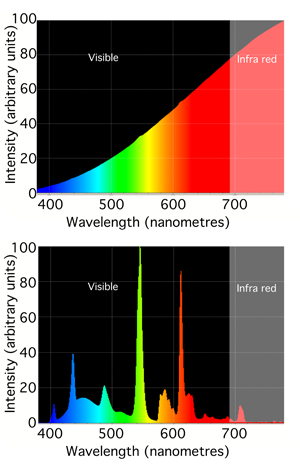 100
80
60
40
20
0
Intensity (arbitrary units)
Visible
Infra red
400
500
600
700
Wavelength (nanometres)
100
80
60
40
20
0
Intensity (arbitrary units)
Visible
Infra red
400
500
600
700
Wavelength (nanometres)